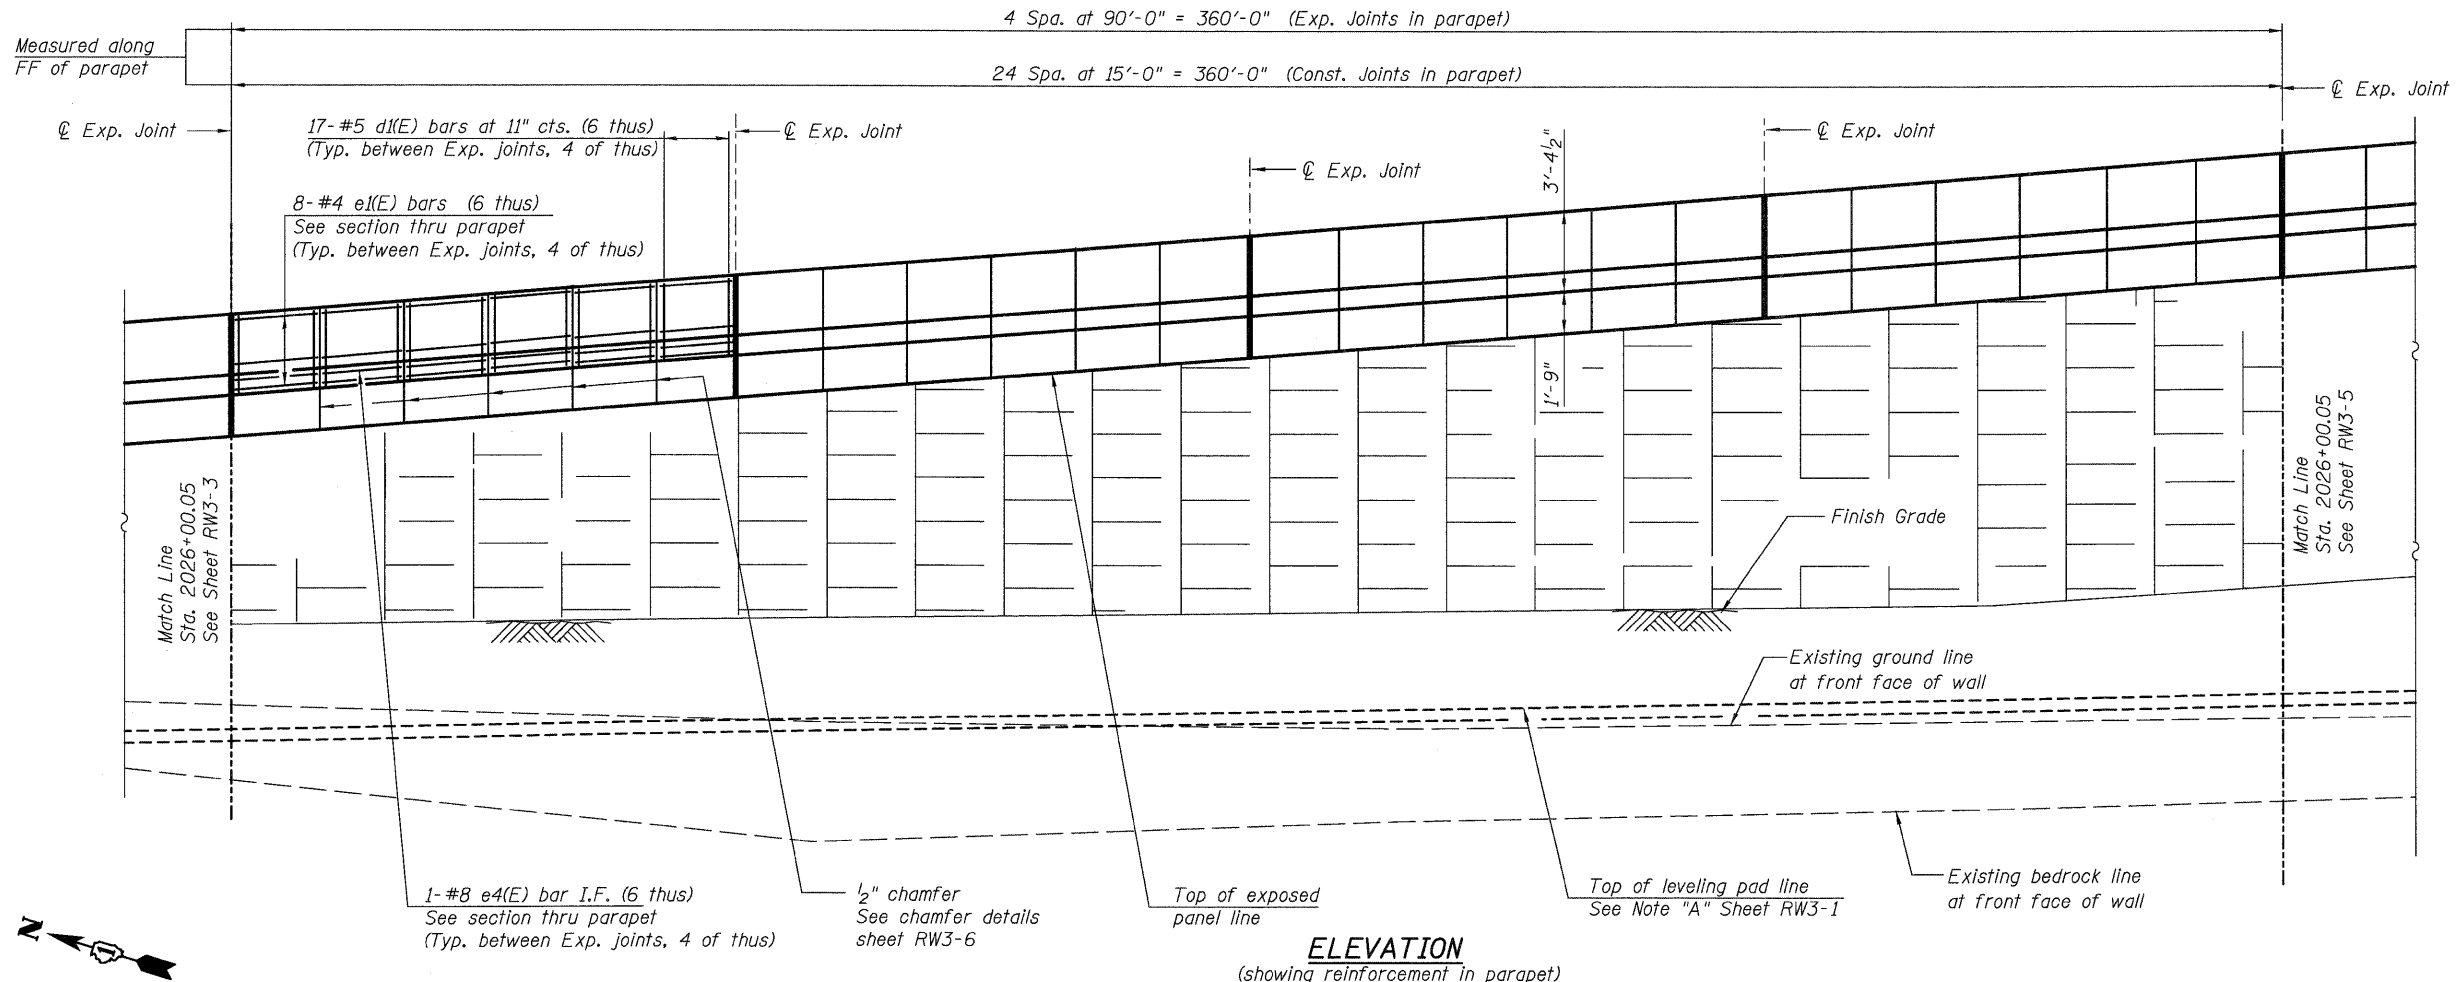 4 Spa. at 90'-0" = 360'-0" (Exp. Joints in parapet)
Measured along
FF of parapet
24 Spa. at 15'-0" = 360'-0" (Const. Joints in parapet)
℄ Exp. Joint
℄ Exp. Joint
17-#5 d1(E) bars at 11" cts. (6 thus)
(Typ. between Exp. joints, 4 of thus)
℄ Exp. Joint
℄ Exp. Joint
℄ Exp. Joint
3'-4½"
8-#4 e1(E) bars (6 thus)
See section thru parapet
(Typ. between Exp. joints, 4 of thus)
1'-9"
Match Line
Sta. 2026+00.05
See Sheet RW3-3
Match Line
Sta. 2026+00.05
See Sheet RW3-5
Finish Grade
Existing ground line
at front face of wall
1-#8 e4(E) bar I.F. (6 thus)
See section thru parapet
(Typ. between Exp. joints, 4 of thus)
½" chamfer
See chamfer details
sheet RW3-6
Top of exposed
panel line
Top of leveling pad line
See Note "A" Sheet RW3-1
Existing bedrock line
at front face of wall
N
ELEVATION
(showing reinforcement in parapet)